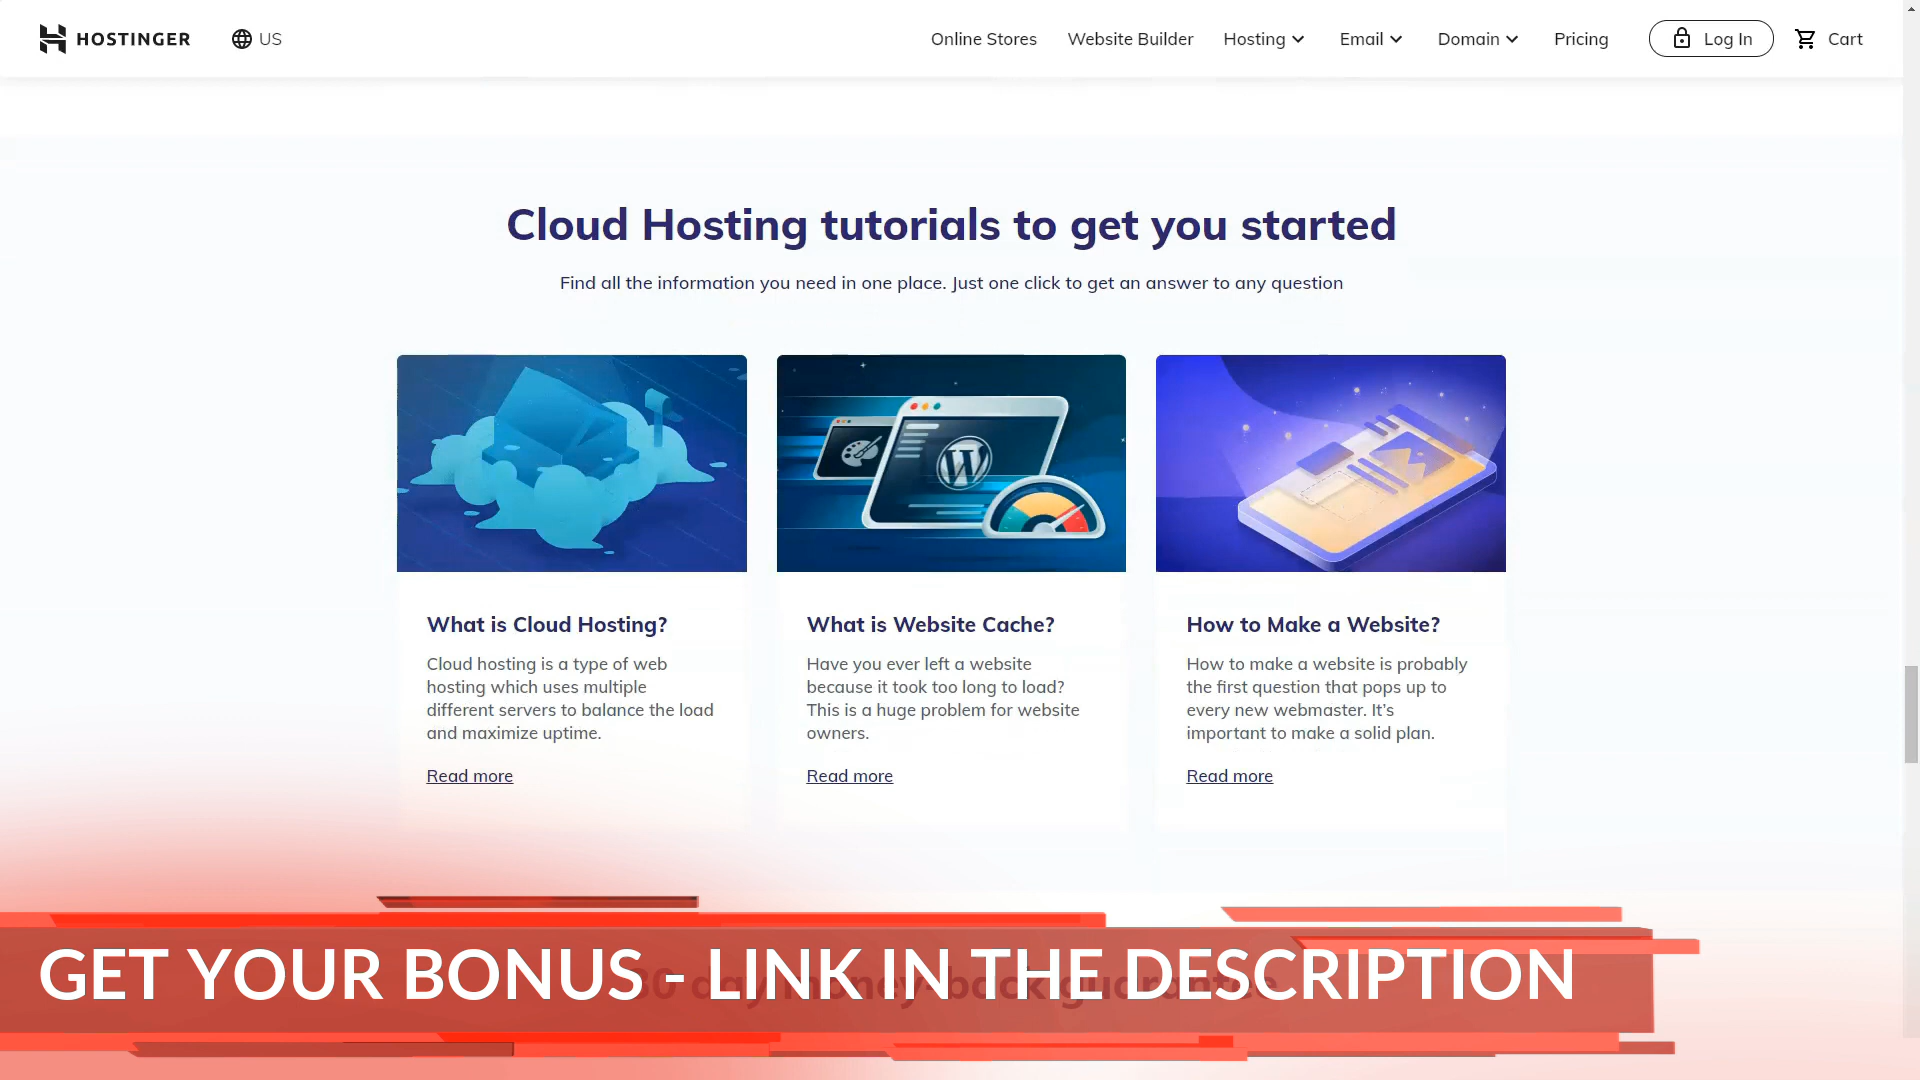 HOSTINGER
US
Online Stores
Website Builder
Hosting
Email
Domain
Pricing
Log In
Cart
Cloud Hosting tutorials to get you started
Find all the information you need in one place. Just one click to get an answer to any question
What is Cloud Hosting?
Cloud hosting is a type of web
hosting which uses multiple
different servers to balance the load
and maximize uptime.
Read more
What is Website Cache?
Have you ever left a website
because it took too long to load?
This is a huge problem for website
owners.
Read more
How to Make a Website?
How to make a website is probably
the first question that pops up to
every new webmaster. It’s
important to make a solid plan.
Read more
30 day money-back guarantee
GET YOUR BONUS - LINK IN THE DESCRIPTION